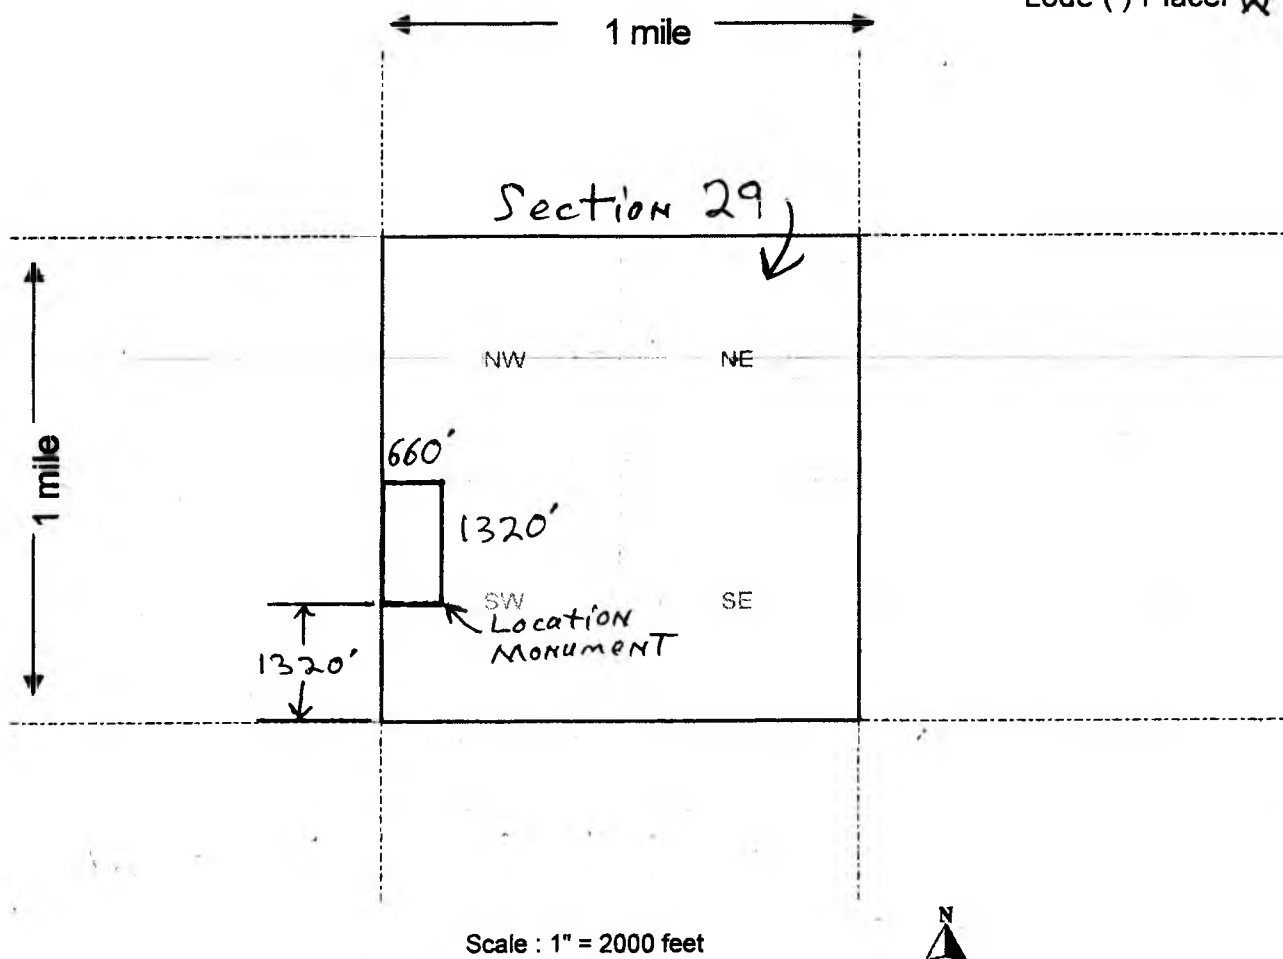 Lode ( ) Placer
1 mile
Section 29
NW NE
1 mile
660'
1320'
SW SE
Location
Monument
1320'
N
Scale : 1" = 2000 feet